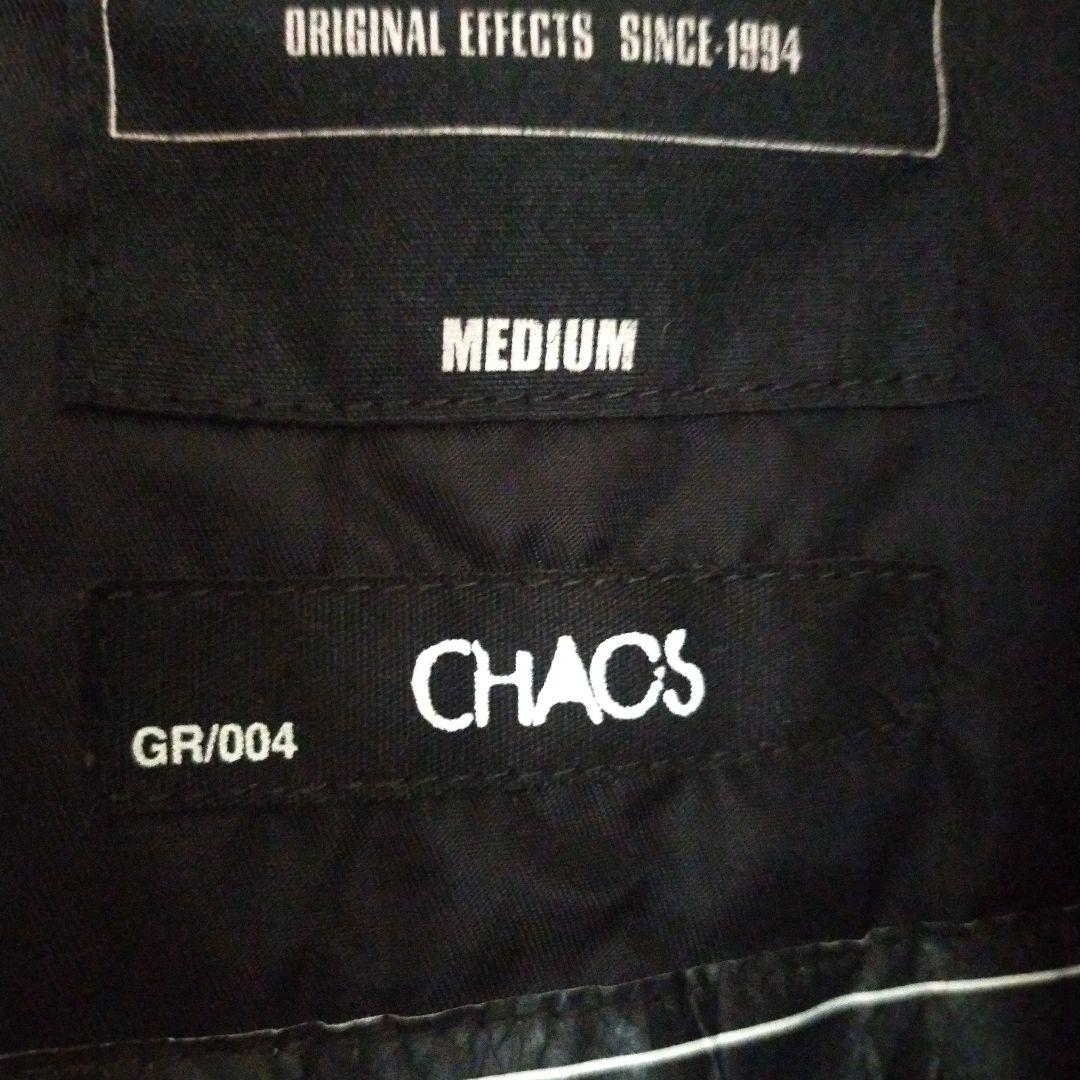 ORIGINAL EFFECTS SINCE-1994
MEDIUM
CHAOS
GR/004